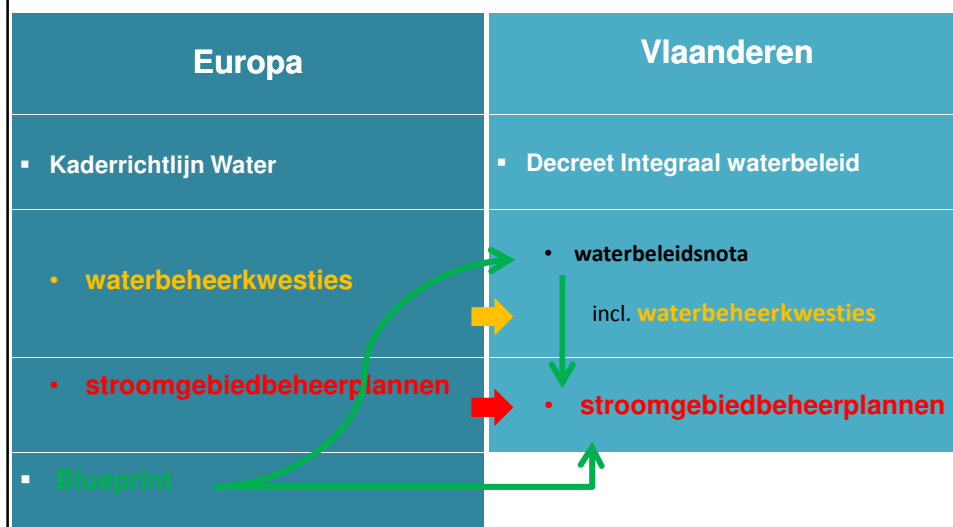 Europa
Vlaanderen
▪ Kaderrichtlijn Water
▪ Decreet Integraal waterbeleid
• waterbeheerkwesties
• waterbeleidsnota
incl. waterbeheerkwesties
• stroomgebiedbeheerplannen
• stroomgebiedbeheerplannen
▪ Blueprint